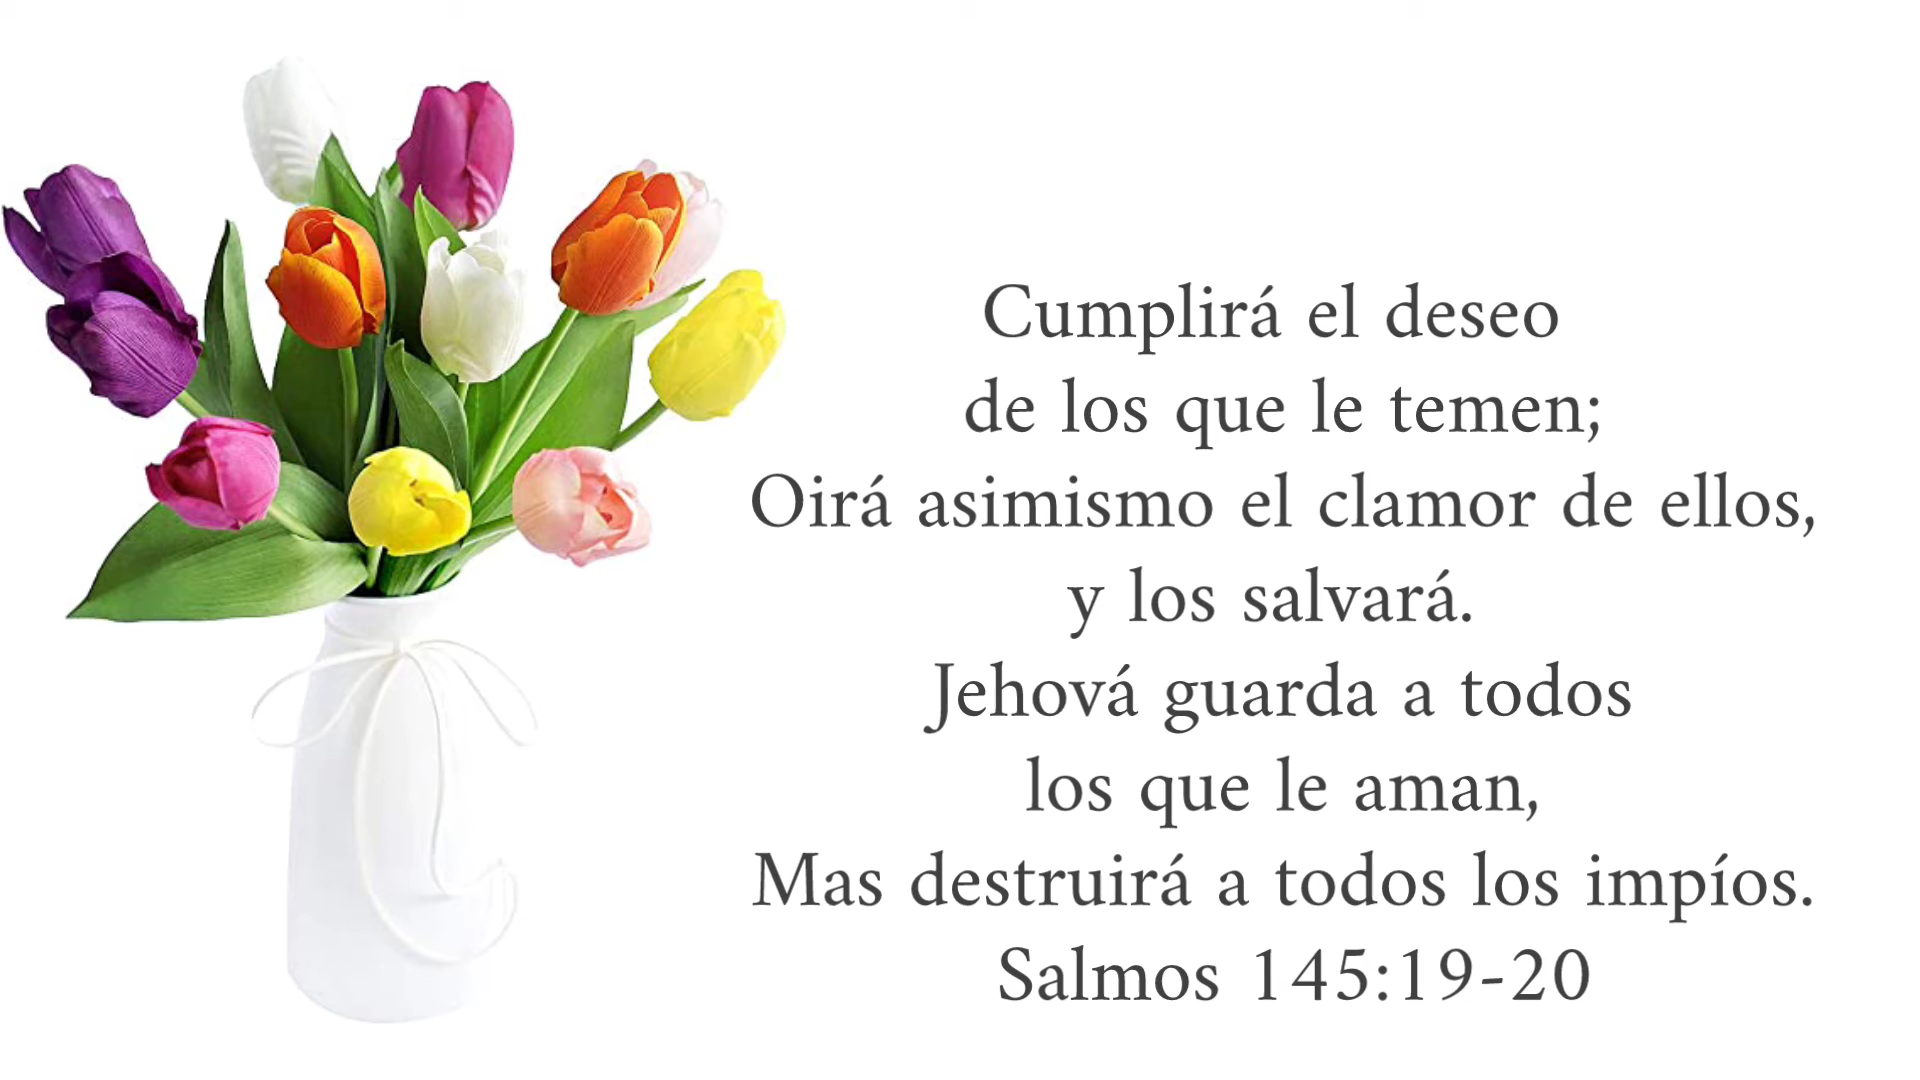 Cumplirá el deseo
de los que le temen;
Oirá asimismo el clamor de ellos,
y los salvará.
Jehová guarda a todos
los que le aman,
Mas destruirá a todos los impíos.
Salmos 145:19-20